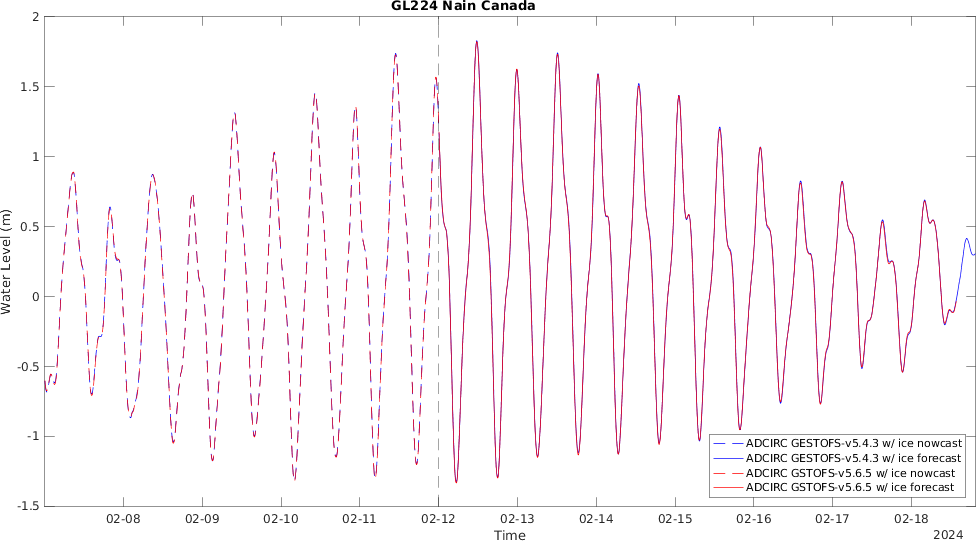 GL224 Nain Canada
2
1.5
1
0.5
0
-0.5
-1
-1.5
Water Level (m)
02-08 02-09 02-10 02-11 02-12 02-13 02-14 02-15 02-16 02-17 02-18
Time
2024
ADCIRC GESTOFS-v5.4.3 w/ ice nowcast
ADCIRC GESTOFS-v5.4.3 w/ ice forecast
ADCIRC GSTOFS-v5.6.5 w/ ice nowcast
ADCIRC GSTOFS-v5.6.5 w/ ice forecast